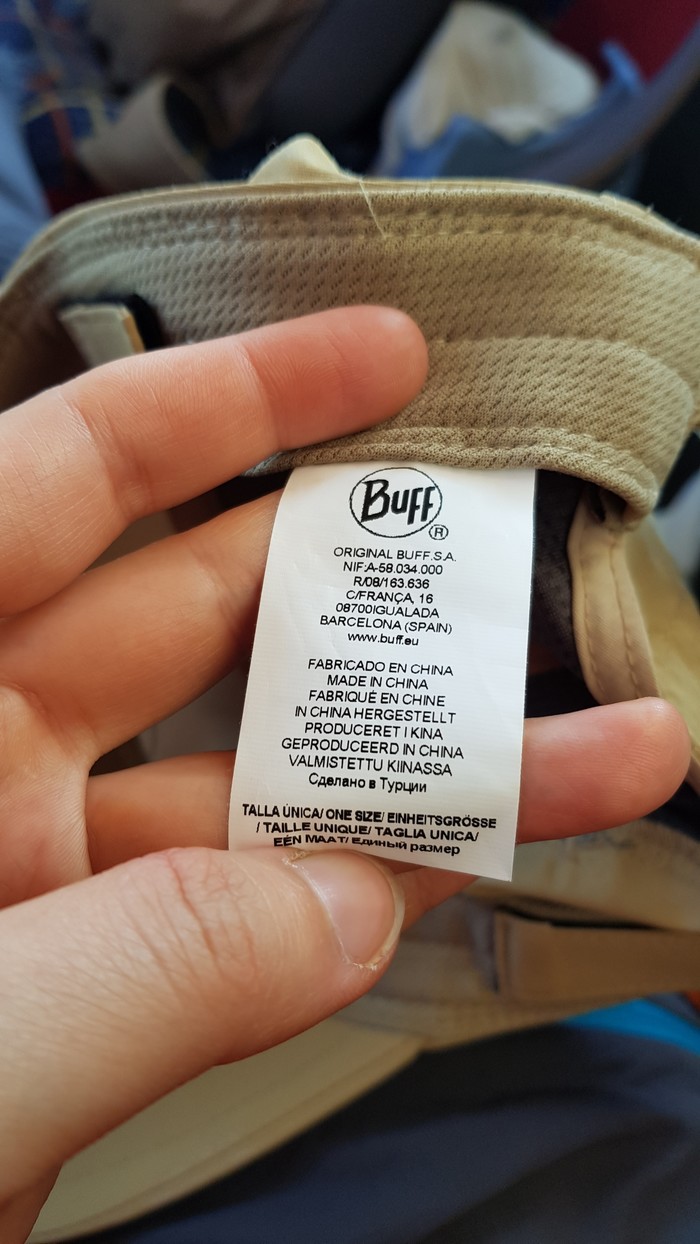 Buff
®
ORIGINAL BUFF.S.A.
NIF:A-58.034.000
R/08/163.636
C/FRANÇA, 16
08700IGUALADA
BARCELONA (SPAIN)
www.buff.eu
FABRICADO EN CHINA
MADE IN CHINA
FABRIQUÉ EN CHINE
IN CHINA HERGESTELLT
PRODUCERET I KINA
GEPRODUCEERD IN CHINA
VALMISTETTU KIINASSA
Сделано в Турции
TALLA ÚNICA/ ONE SIZE/ EINHEITSGRÖSSE
/ TAILLE UNIQUE/ TAGLIA UNICA/
EÉN MAAT/ Единый размер